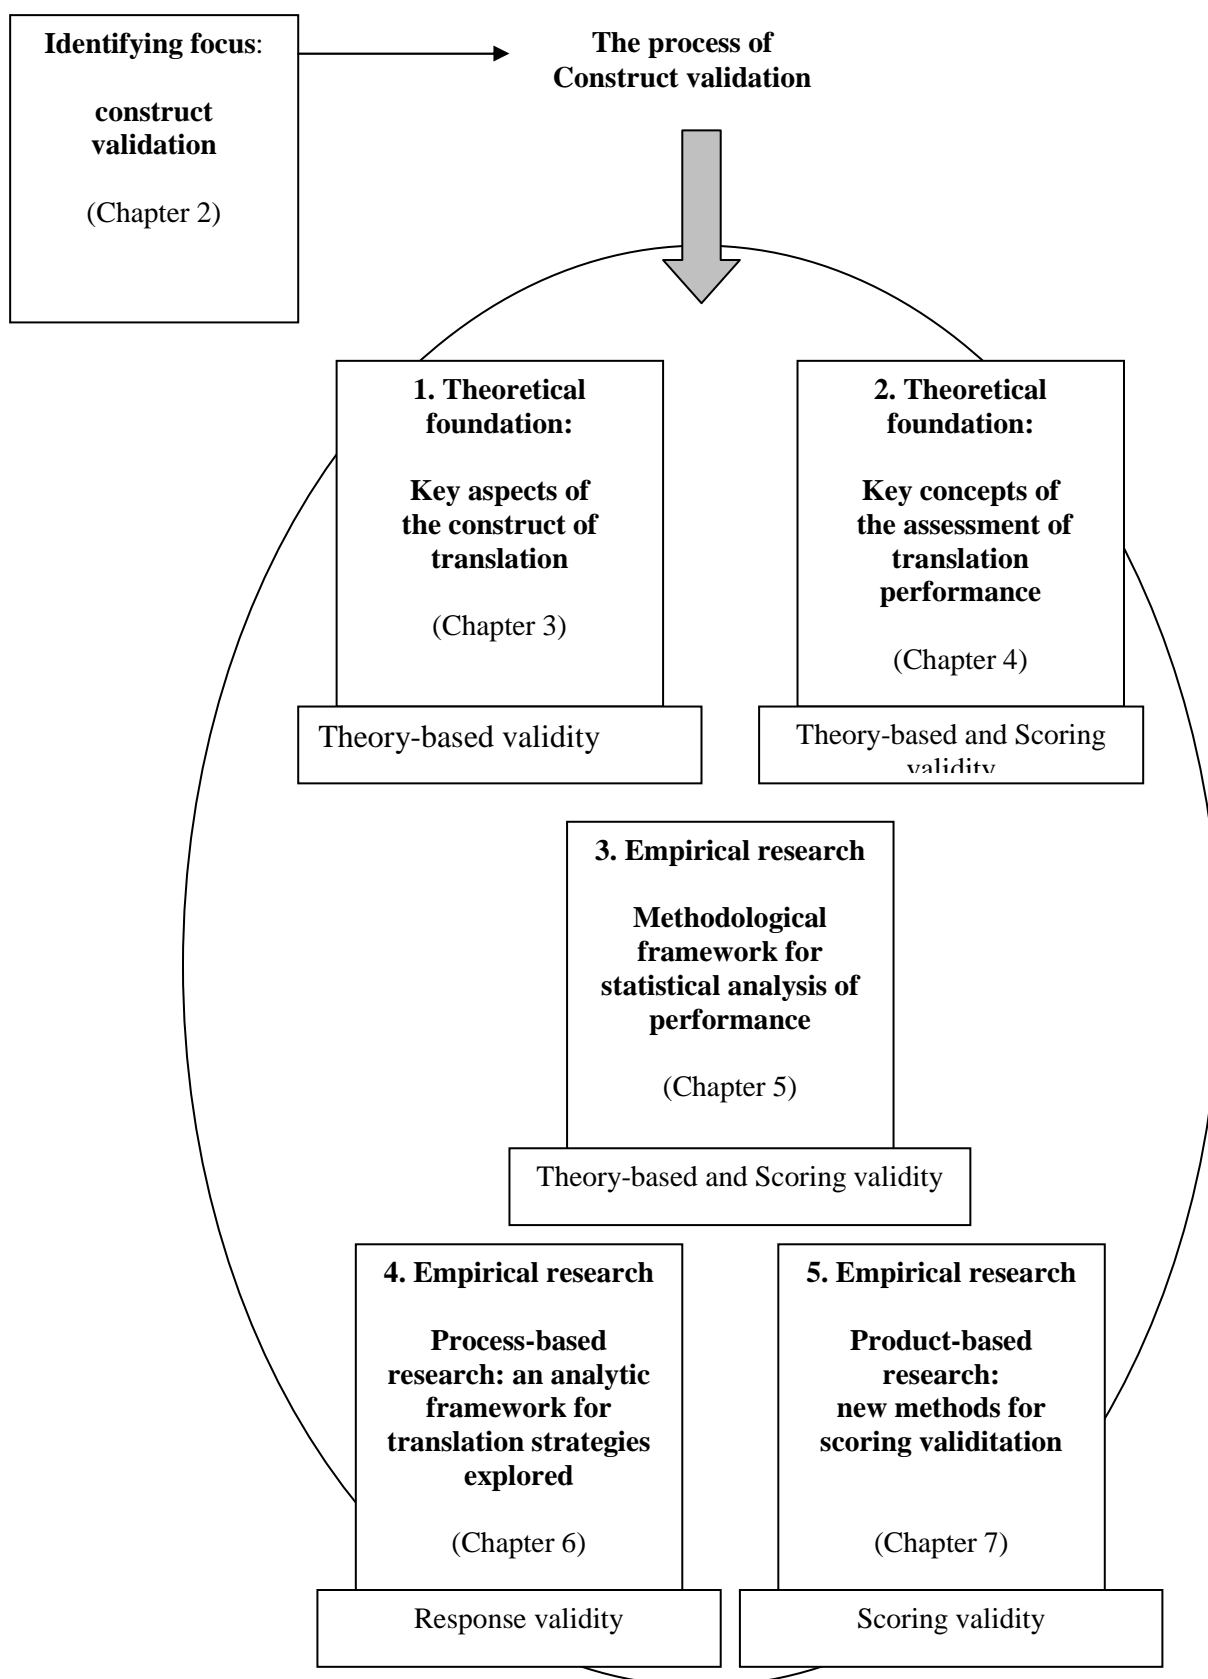 Identifying focus:
construct
validation
(Chapter 2)
The process of
Construct validation
1. Theoretical
foundation:
Key aspects of
the construct of
translation
(Chapter 3)
Theory-based validity
2. Theoretical
foundation:
Key concepts of
the assessment of
translation
performance
(Chapter 4)
Theory-based and Scoring
validity
3. Empirical research
Methodological
framework for
statistical analysis of
performance
(Chapter 5)
Theory-based and Scoring validity
4. Empirical research
Process-based
research: an analytic
framework for
translation strategies
explored
(Chapter 6)
Response validity
5. Empirical research
Product-based
research:
new methods for
scoring validitation
(Chapter 7)
Scoring validity